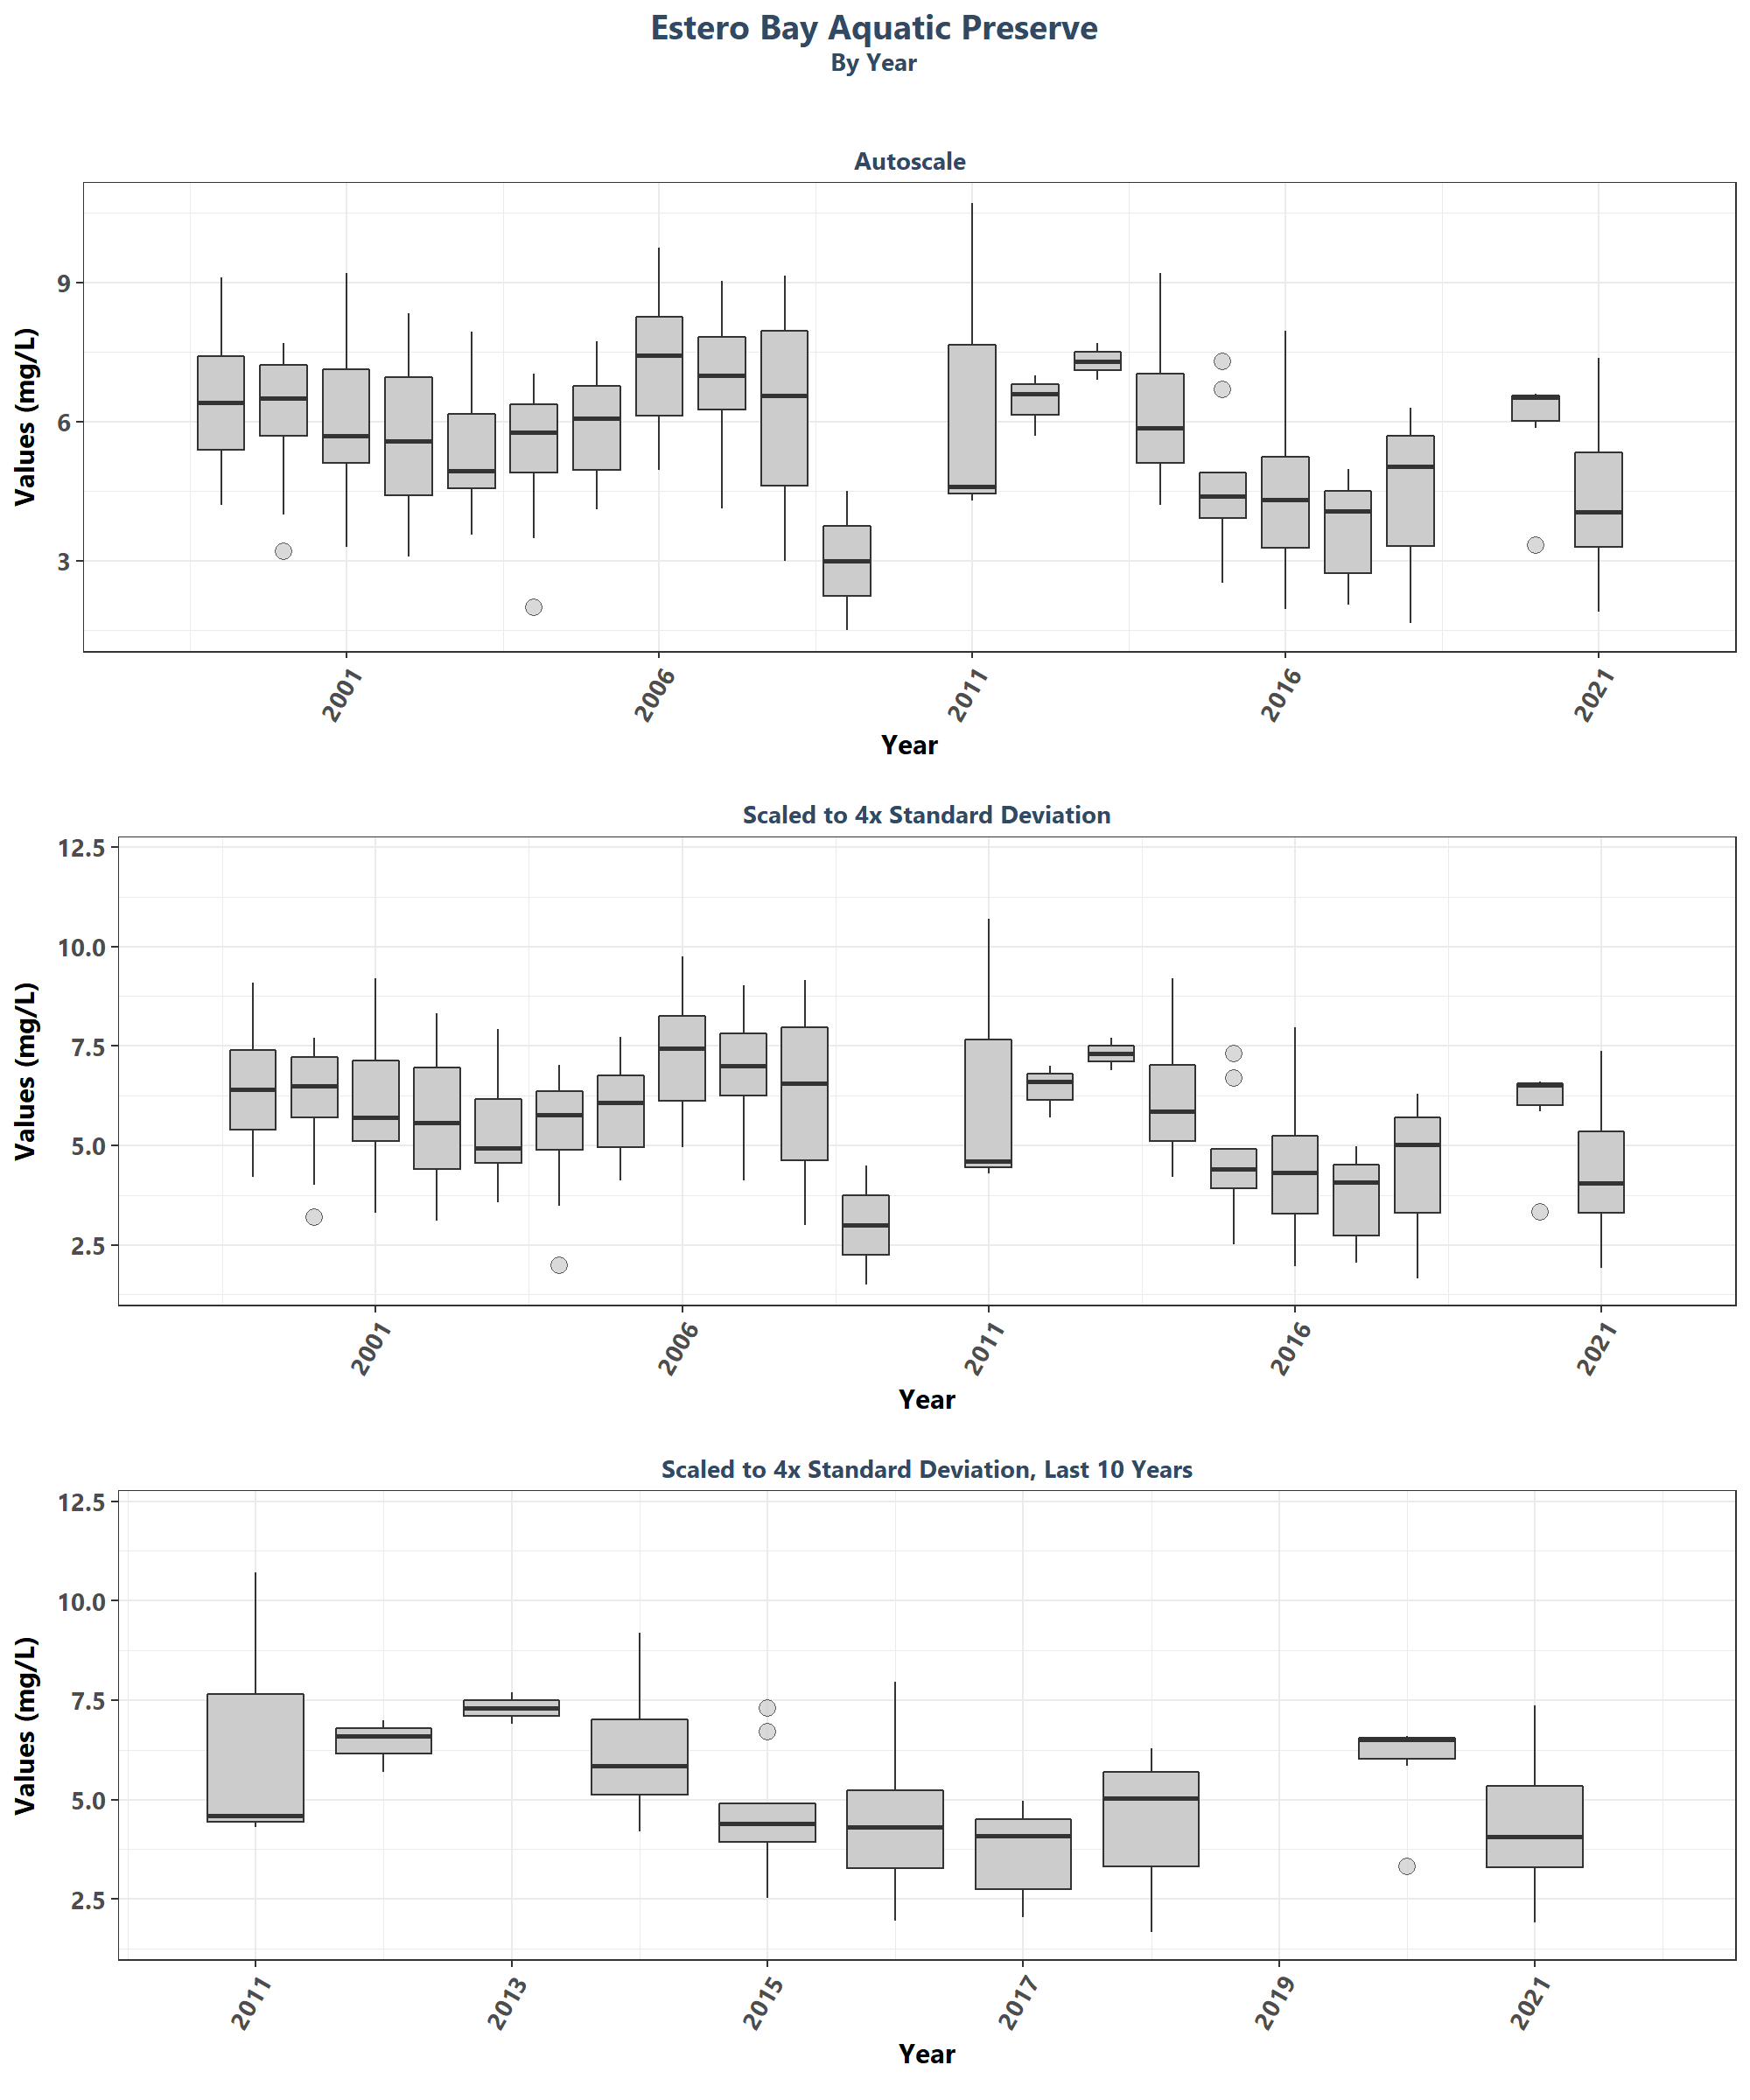 Estero Bay Aquatic Preserve
By Year
Autoscale
Values (mg/L)
9
6
3
2001 2006 2011 2016 2021
Year
Scaled to 4x Standard Deviation
Values (mg/L)
12.5
10.0
7.5
5.0
2.5
2001 2006 2011 2016 2021
Year
Scaled to 4x Standard Deviation, Last 10 Years
Values (mg/L)
12.5
10.0
7.5
5.0
2.5
2011 2013 2015 2017 2019 2021
Year